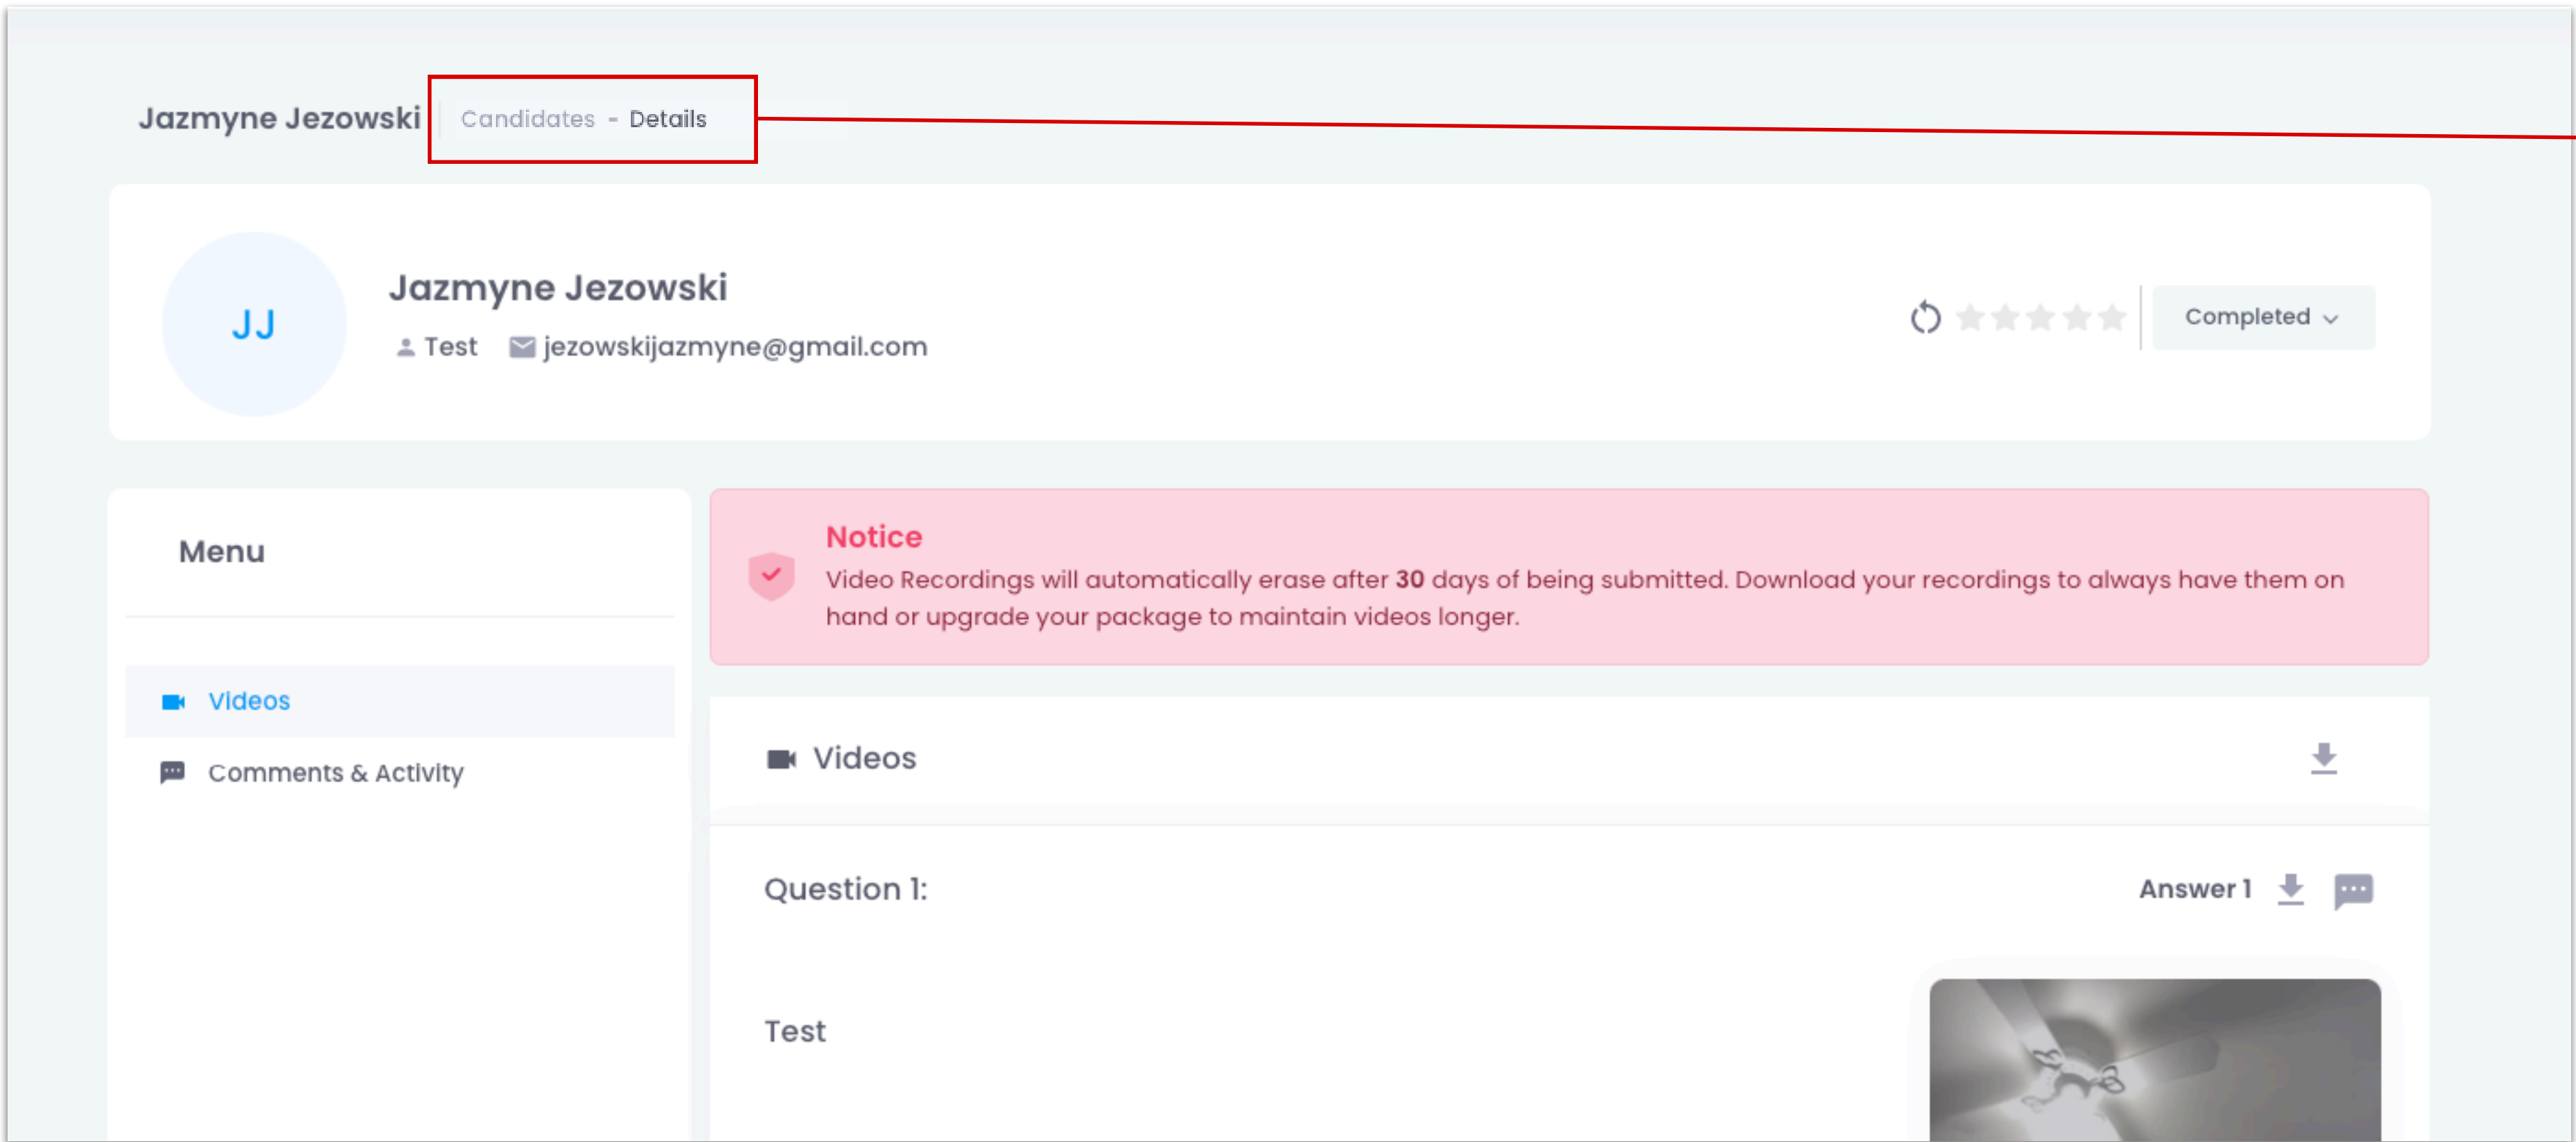 Jazmyne Jezowski Candidates - Details
JJ
Jazmyne Jezowski
Test jezowskijazmyne@gmail.com
Completed
Menu
Videos
Comments & Activity
Notice
Video Recordings will automatically erase after 30 days of being submitted. Download your recordings to always have them on
hand or upgrade your package to maintain videos longer.
Videos
Question 1:
Answer 1
Test